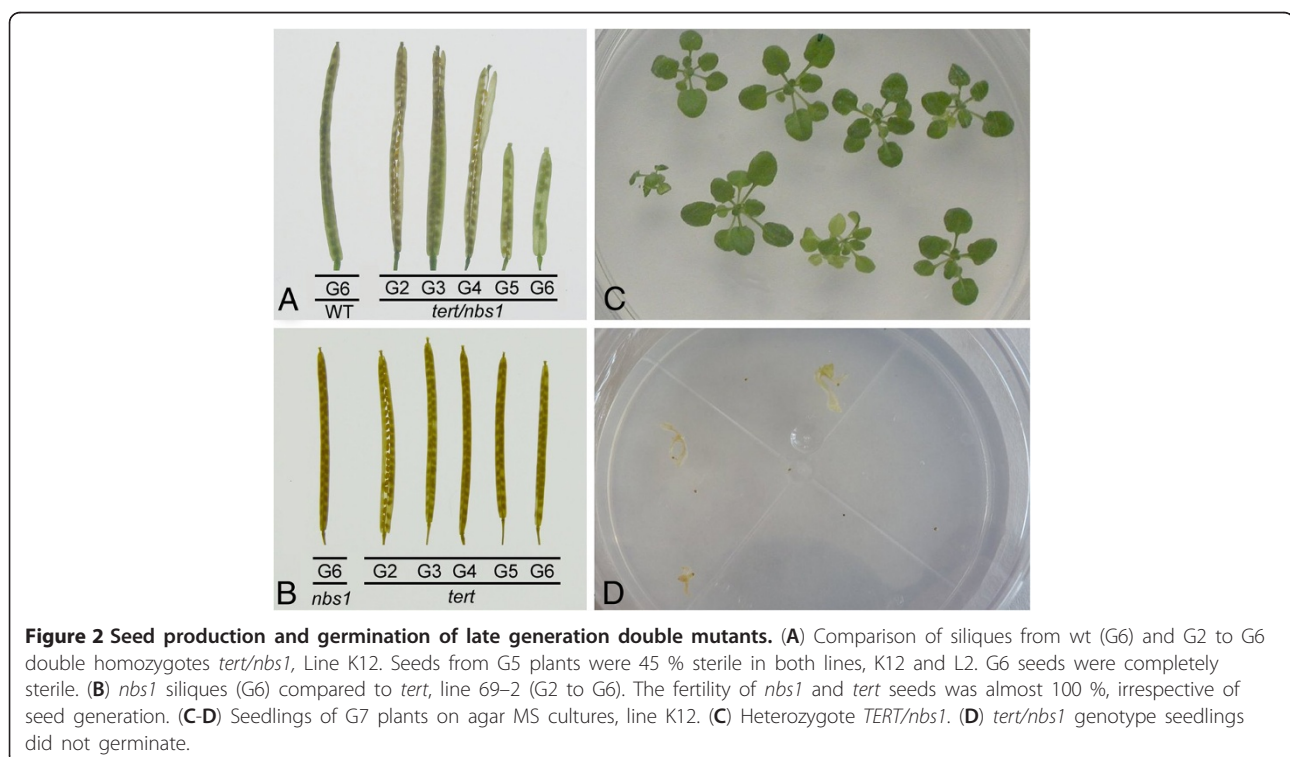 A
G6
WT
G2 G3 G4 G5 G6
tert/nbs1
C
B
G6
nbs1
G2 G3 G4 G5 G6
tert
D
Figure 2 Seed production and germination of late generation double mutants. (A) Comparison of siliques from wt (G6) and G2 to G6
double homozygotes tert/nbs1, Line K12. Seeds from G5 plants were 45 % sterile in both lines, K12 and L2. G6 seeds were completely
sterile. (B) nbs1 siliques (G6) compared to tert, line 69–2 (G2 to G6). The fertility of nbs1 and tert seeds was almost 100 %, irrespective of
seed generation. (C-D) Seedlings of G7 plants on agar MS cultures, line K12. (C) Heterozygote TERT/nbs1. (D) tert/nbs1 genotype seedlings
did not germinate.